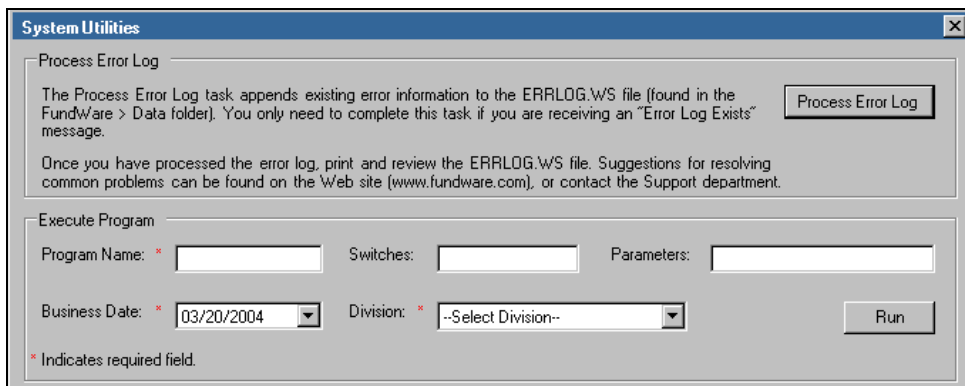 System Utilities
Process Error Log
The Process Error Log task appends existing error information to the ERRLOG.WS file (found in the
FundWare > Data folder). You only need to complete this task if you are receiving an "Error Log Exists"
message.
Process Error Log
Once you have processed the error log, print and review the ERRLOG.WS file. Suggestions for resolving
common problems can be found on the Web site (www.fundware.com), or contact the Support department.
Execute Program
Program Name: * Switches: Parameters:
Business Date: * 03/20/2004 Division: * --Select Division-- Run
* Indicates required field.